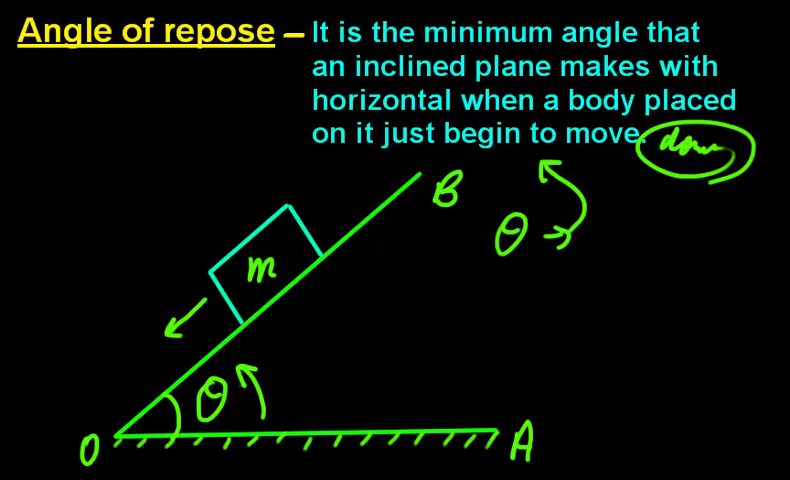 Angle of repose – It is the minimum angle that
an inclined plane makes with
horizontal when a body placed
on it just begin to move. down
B
θ
m
θ
O
A